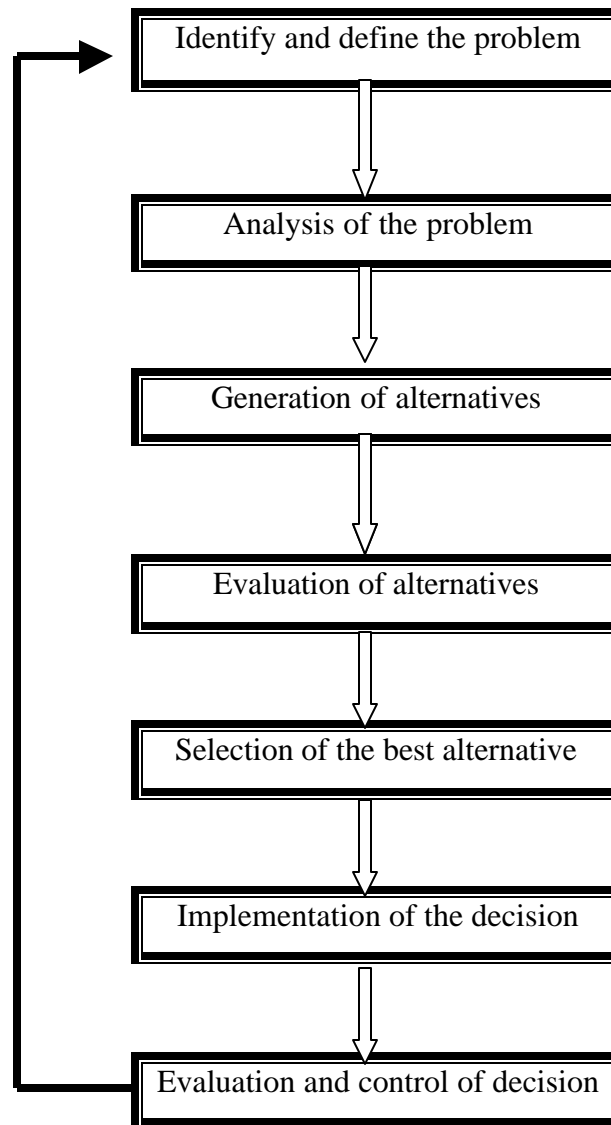 Identify and define the problem
Analysis of the problem
Generation of alternatives
Evaluation of alternatives
Selection of the best alternative
Implementation of the decision
Evaluation and control of decision